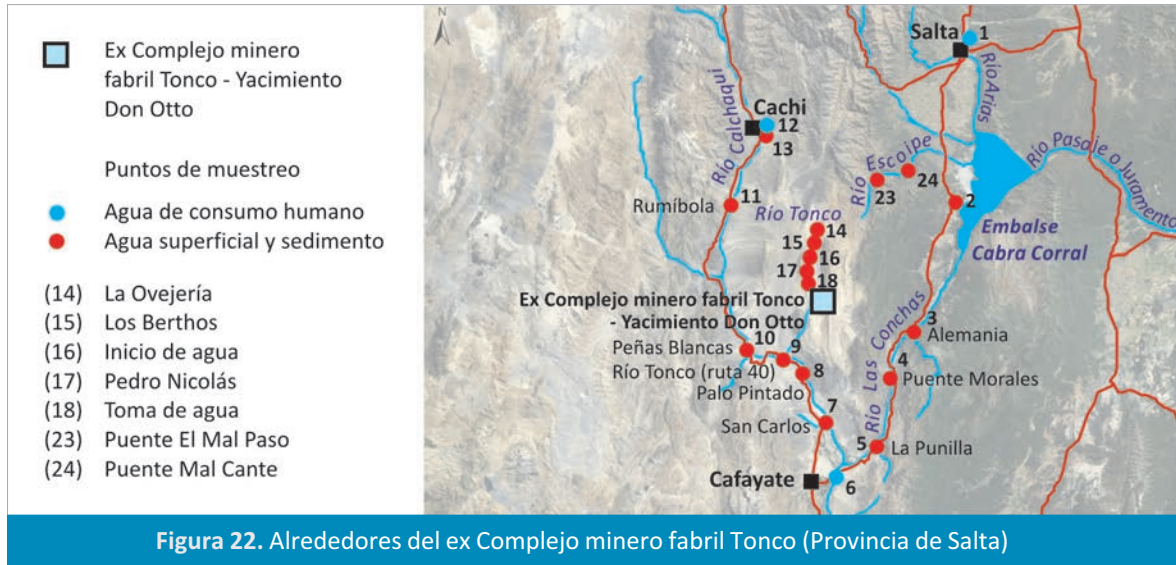 Ex Complejo minero
fabril Tonco - Yacimiento
Don Otto
Puntos de muestreo
Agua de consumo humano
Agua superficial y sedimento
(14) La Ovejería
(15) Los Berthos
(16) Inicio de agua
(17) Pedro Nicolás
(18) Toma de agua
(23) Puente El Mal Paso
(24) Puente Mal Cante
N
Salta
1
Río Arias
Cachi
12
13
Río Calchaqui
Río Escoipe
24
23
Río Pasaje o Juramento
Rumíbola
11
2
Río Tonco
14
15
16
17
18
Embalse
Cabra Corral
Ex Complejo minero fabril Tonco
- Yacimiento Don Otto
3
Alemania
10
Peñas Blancas
9
Río Tonco (ruta 40)
8
Palo Pintado
4
Puente Morales
Río Las Conchas
7
San Carlos
5
La Punilla
Cafayate
6
Figura 22. Alrededores del ex Complejo minero fabril Tonco (Provincia de Salta)